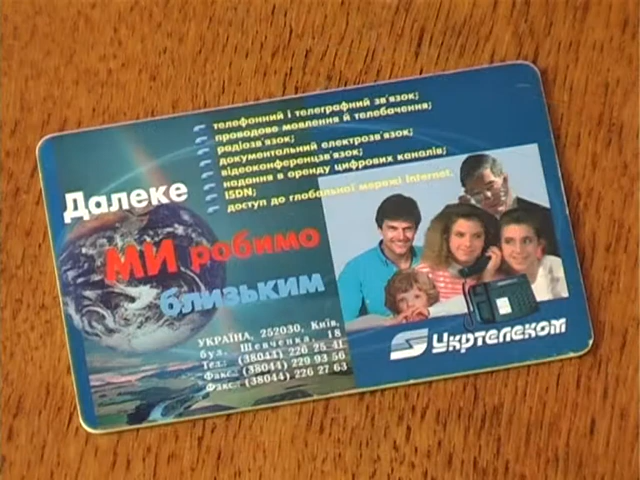 телефонний і телеграфний зв'язок;
проводове мовлення й телебачення;
радіозв'язок;
документальний електрозв'язок;
відеоконференцзв'язок;
надання в оренду цифрових каналів;
ISDN;
доступ до глобальної мережі Internet.
Далеке
МИ робимо
близьким
УКРАЇНА, 252030, Київ,
бул. Шевченка, 18
Тел.: (38044) 226 25 41
Факс.: (38044) 229 93 56
Факс.: (38044) 226 27 63
Укртелеком